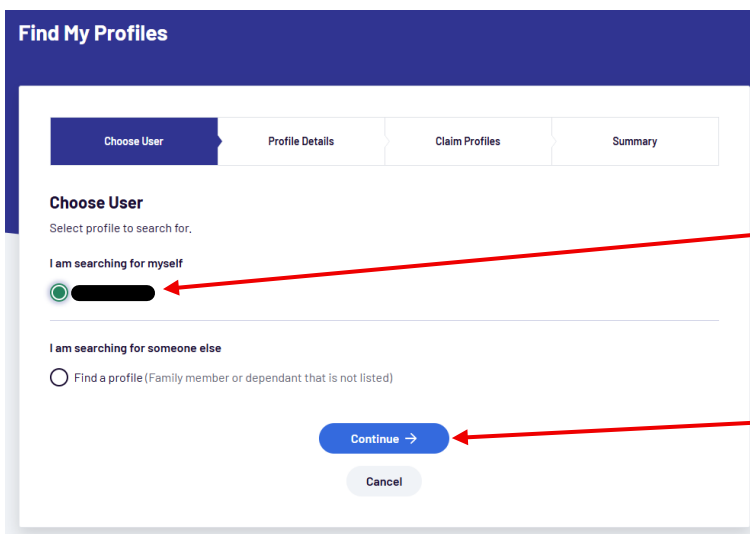 Find My Profiles
Choose User
Profile Details
Claim Profiles
Summary
Choose User
Select profile to search for.
I am searching for myself
I am searching for someone else
Find a profile (Family member or dependant that is not listed)
Continue →
Cancel